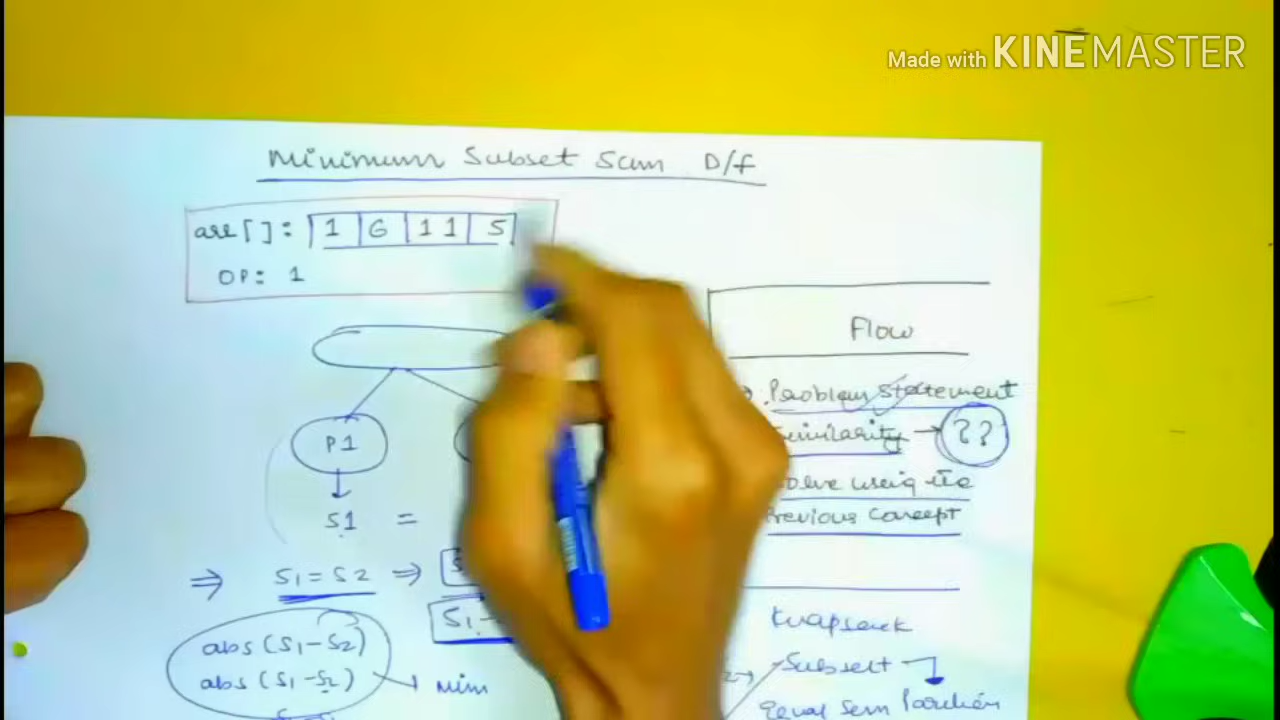 Made with KINEMASTER
Minimum Subset Sum D/f
arr[]: 1 6 11 5
OP: 1
Flow
Problem Statement
Similarity → ??
Solve using the
Previous Concept
P1
S1 =
⇒ S1 = S2 ⇒
S1 -
abs(S1-S2)
abs(S1-S2) → Min
Knapsack
Subset
Equal Sum Partition